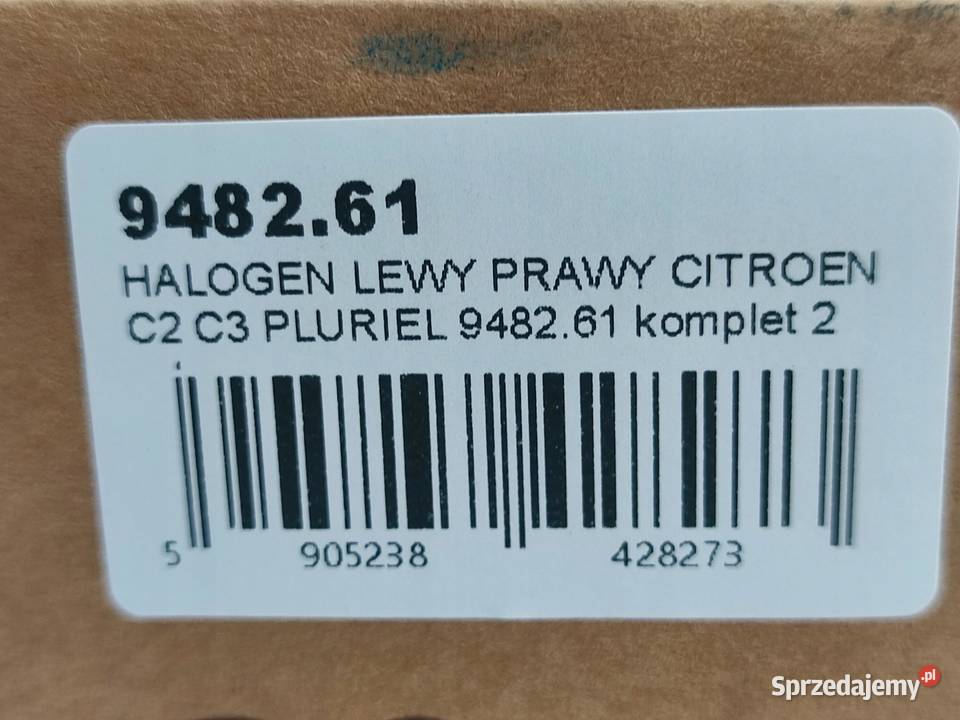 9482.61
HALOGEN LEWY PRAWY CITROEN
C2 C3 PLURIEL 9482.61 komplet 2
5 905238 428273
Sprzedajemy.pl